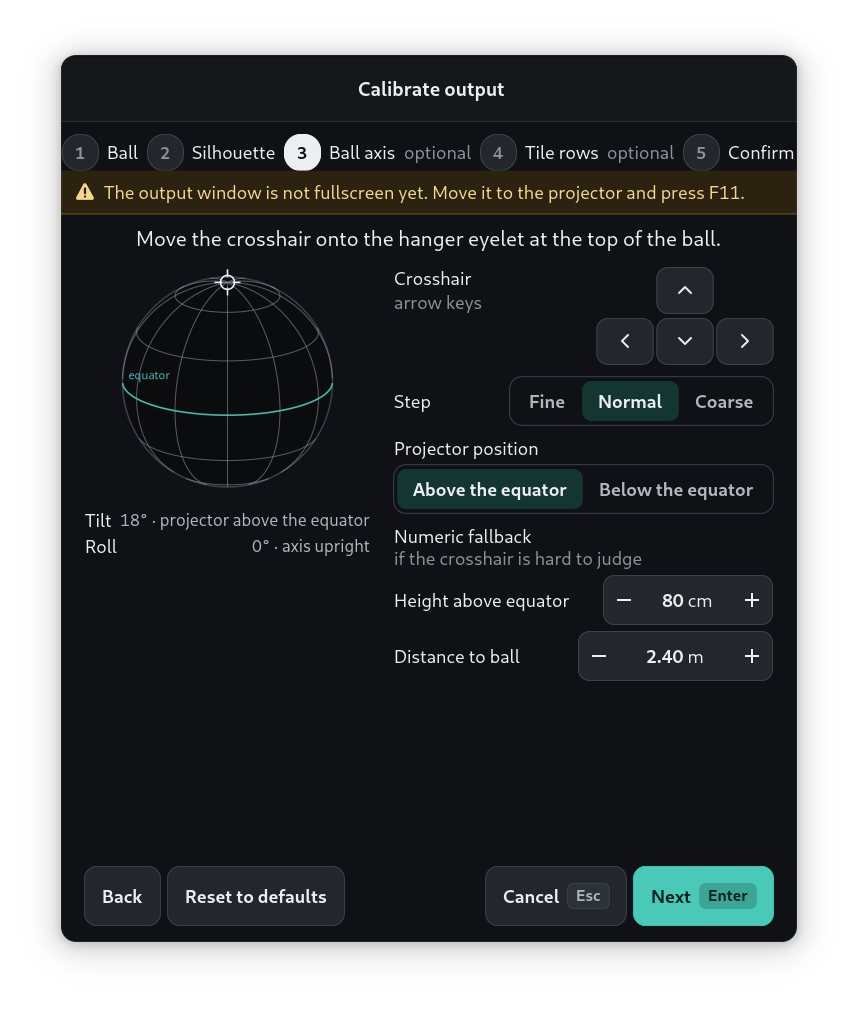 Calibrate output
1 Ball 2 Silhouette 3 Ball axis optional 4 Tile rows optional 5 Confirm
The output window is not fullscreen yet. Move it to the projector and press F11.
Move the crosshair onto the hanger eyelet at the top of the ball.
equator
Tilt 18° · projector above the equator
Roll 0° · axis upright
Crosshair
arrow keys
Step Fine Normal Coarse
Projector position
Above the equator Below the equator
Numeric fallback
if the crosshair is hard to judge
Height above equator − 80 cm +
Distance to ball − 2.40 m +
Back Reset to defaults Cancel Esc Next Enter